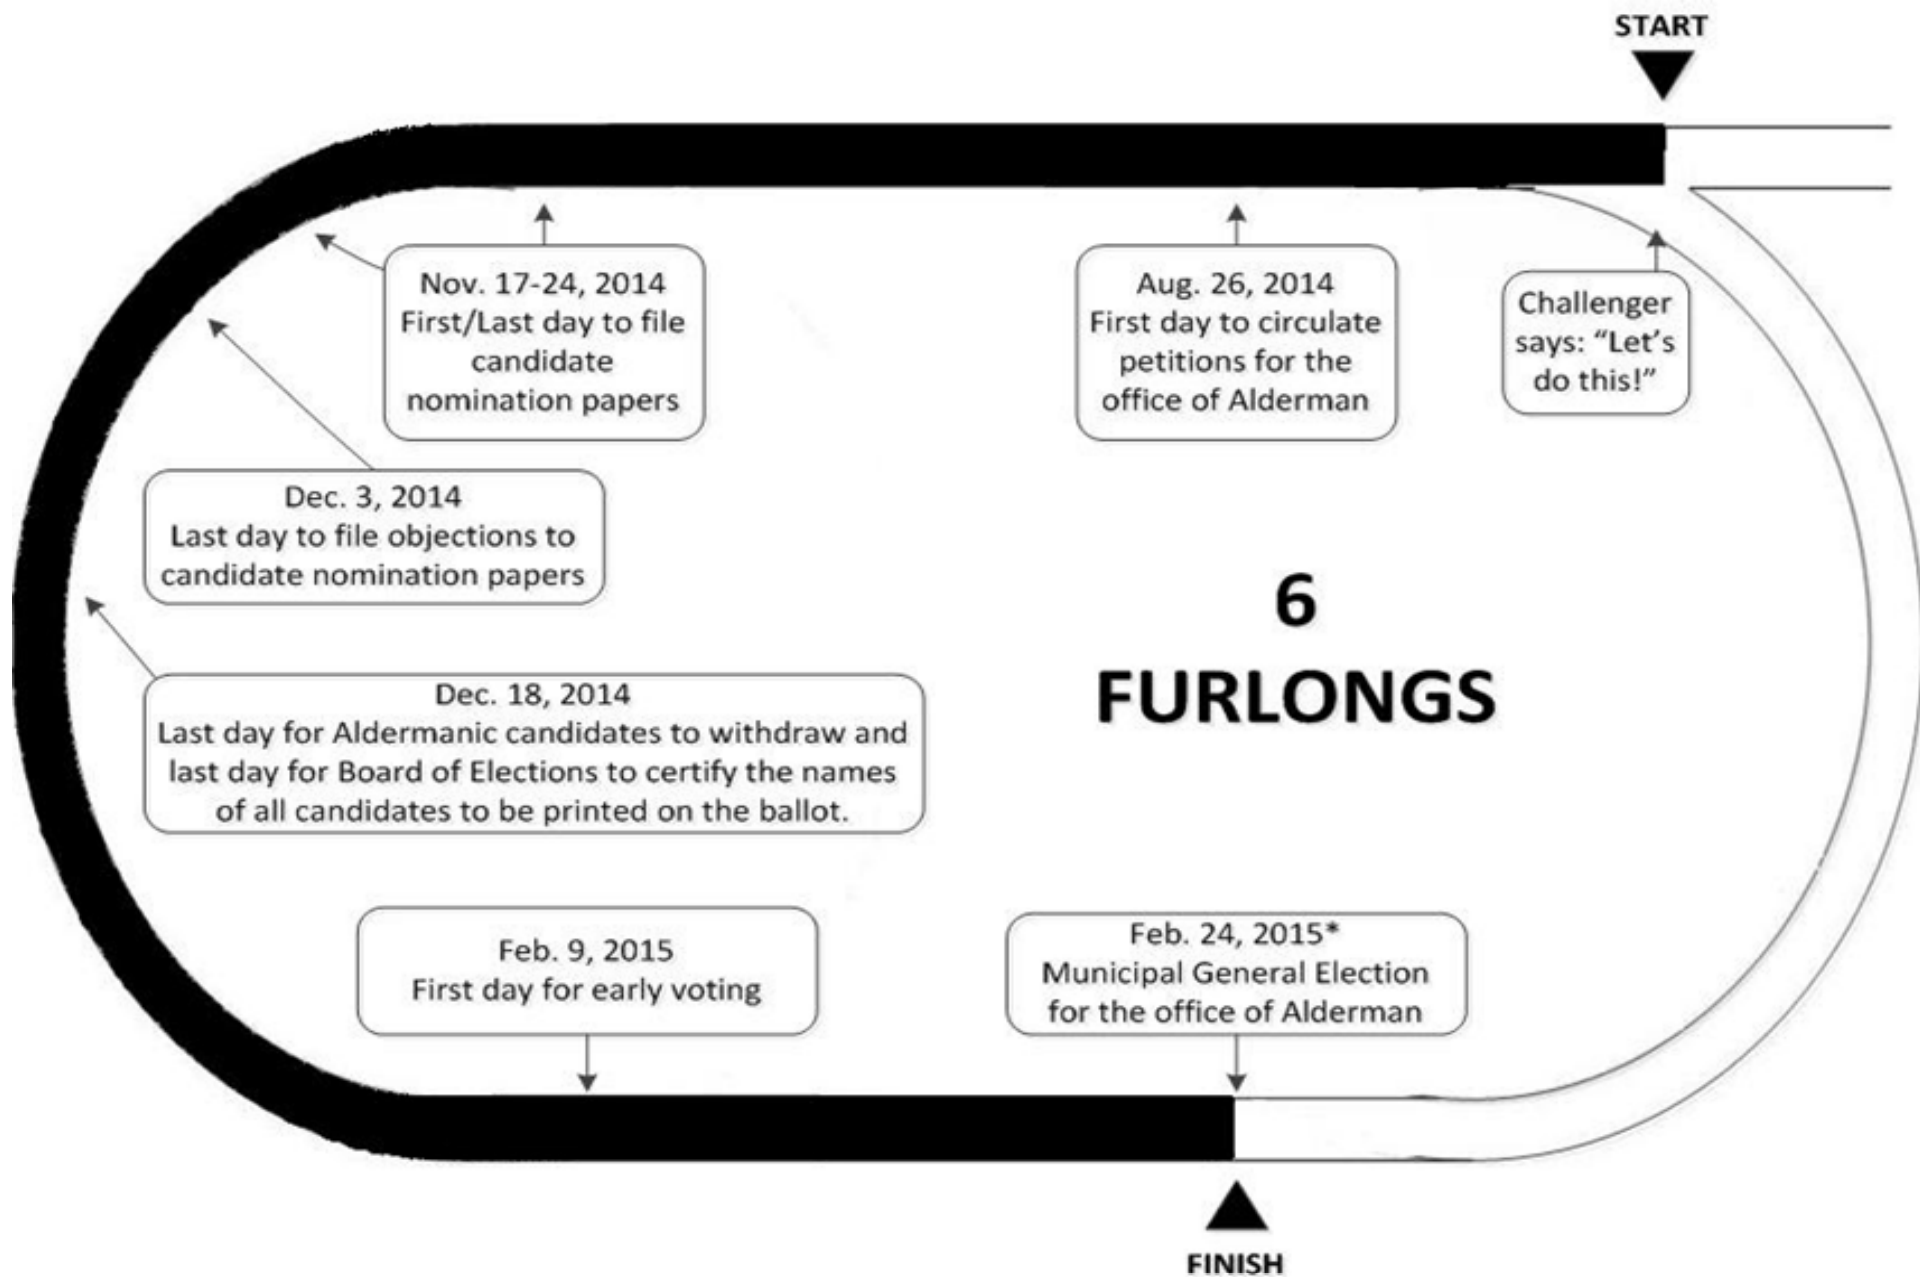 START
Nov. 17-24, 2014
First/Last day to file
candidate
nomination papers
Aug. 26, 2014
First day to circulate
petitions for the
office of Alderman
Challenger
says: “Let’s
do this!”
Dec. 3, 2014
Last day to file objections to
candidate nomination papers
6
FURLONGS
Dec. 18, 2014
Last day for Aldermanic candidates to withdraw and
last day for Board of Elections to certify the names
of all candidates to be printed on the ballot.
Feb. 9, 2015
First day for early voting
Feb. 24, 2015*
Municipal General Election
for the office of Alderman
FINISH